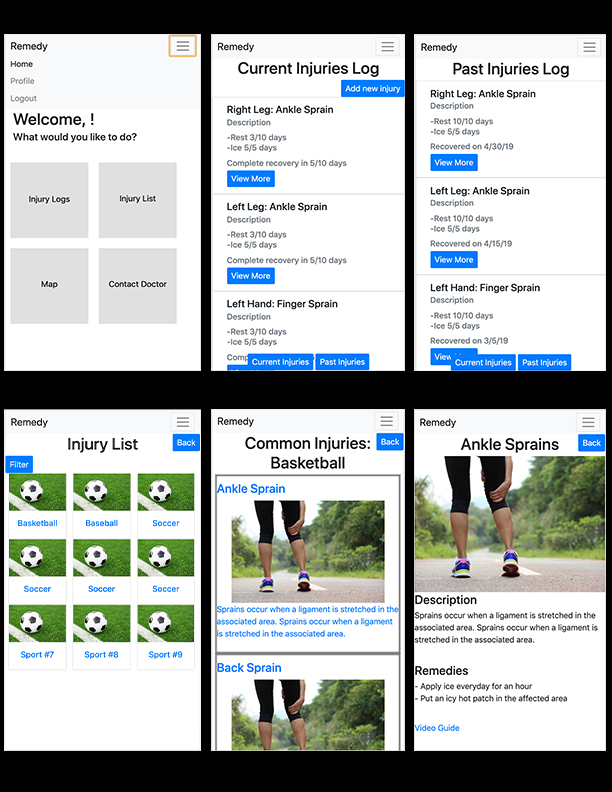 Remedy
Home
Profile
Logout
Welcome, !
What would you like to do?
Injury Logs
Injury List
Map
Contact Doctor
Remedy
Current Injuries Log
Add new injury
Right Leg: Ankle Sprain
Description
-Rest 3/10 days
-Ice 5/5 days
Complete recovery in 5/10 days
View More
Left Leg: Ankle Sprain
Description
-Rest 3/10 days
-Ice 5/5 days
Complete recovery in 5/10 days
View More
Left Hand: Finger Sprain
Description
-Rest 3/10 days
-Ice 5/5 days
Current Injuries
Past Injuries
Remedy
Past Injuries Log
Right Leg: Ankle Sprain
Description
-Rest 10/10 days
-Ice 5/5 days
Recovered on 4/30/19
View More
Left Leg: Ankle Sprain
Description
-Rest 10/10 days
-Ice 5/5 days
Recovered on 4/15/19
View More
Left Hand: Finger Sprain
Description
-Rest 10/10 days
-Ice 5/5 days
Recovered on 3/5/19
View
Current Injuries
Past Injuries
Remedy
Injury List
Back
Filter
Basketball
Baseball
Soccer
Soccer
Soccer
Soccer
Sport #7
Sport #8
Sport #9
Remedy
Common Injuries:
Basketball
Back
Ankle Sprain
Sprains occur when a ligament is stretched in the
associated area. Sprains occur when a ligament
is stretched in the associated area.
Back Sprain
Remedy
Ankle Sprains
Back
Description
Sprains occur when a ligament is stretched in the
associated area. Sprains occur when a ligament is
stretched in the associated area.
Remedies
- Apply ice everyday for an hour
- Put an icy hot patch in the affected area
Video Guide